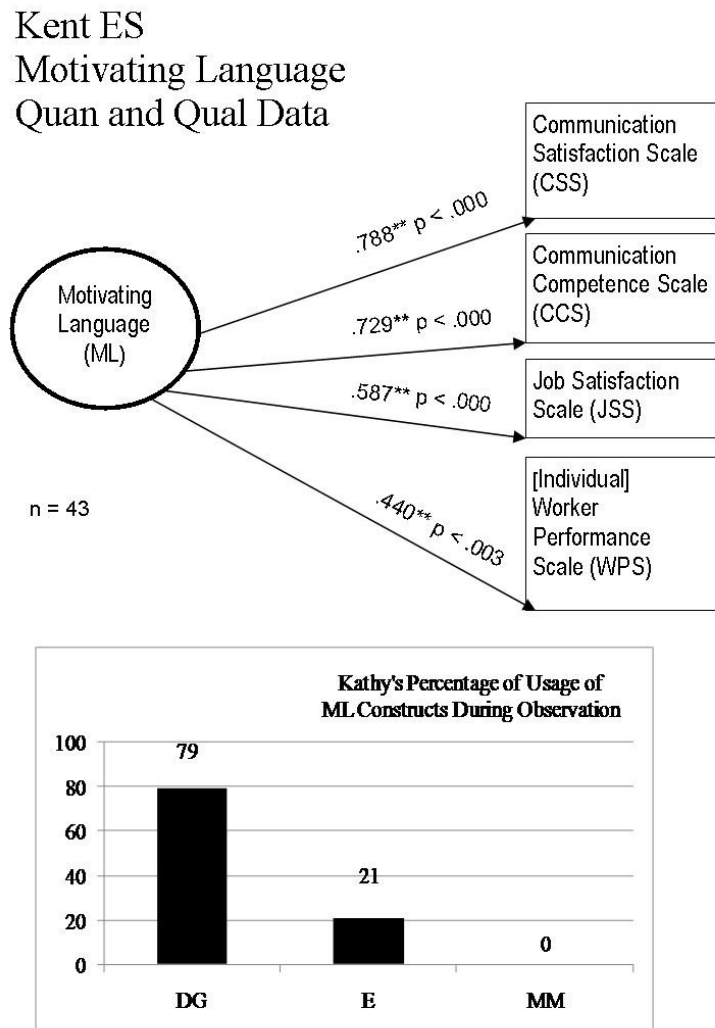 Kent ES
Motivating Language
Quan and Qual Data
Communication
Satisfaction Scale
(CSS)
.788** p < .000
Communication
Competence Scale
(CCS)
Motivating
Language
(ML)
.729** p < .000
Job Satisfaction
Scale (JSS)
.587** p < .000
[Individual]
Worker
Performance
Scale (WPS)
.440** p < .003
n = 43
Kathy's Percentage of Usage of
ML Constructs During Observation
100
80
60
40
20
0
79
21
0
DG
E
MM